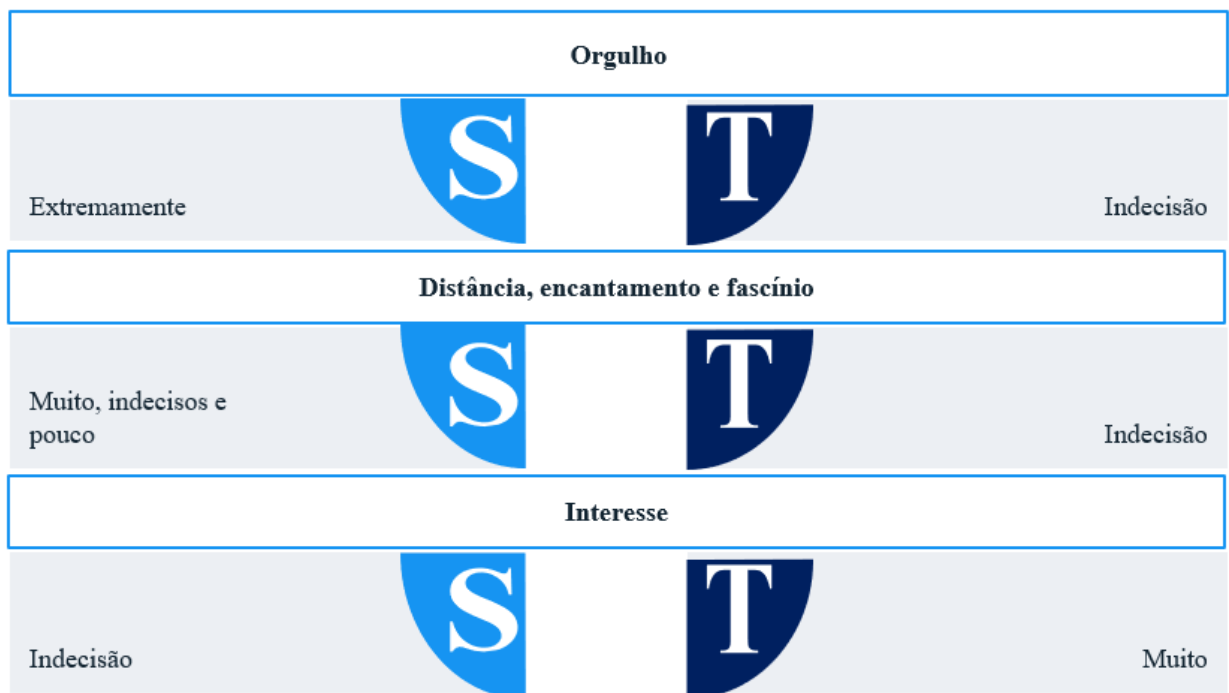 Orgulho
S T
Extremamente Indecisão
Distância, encantamento e fascínio
S T
Muito, indecisos e
pouco Indecisão
Interesse
S T
Indecisão Muito